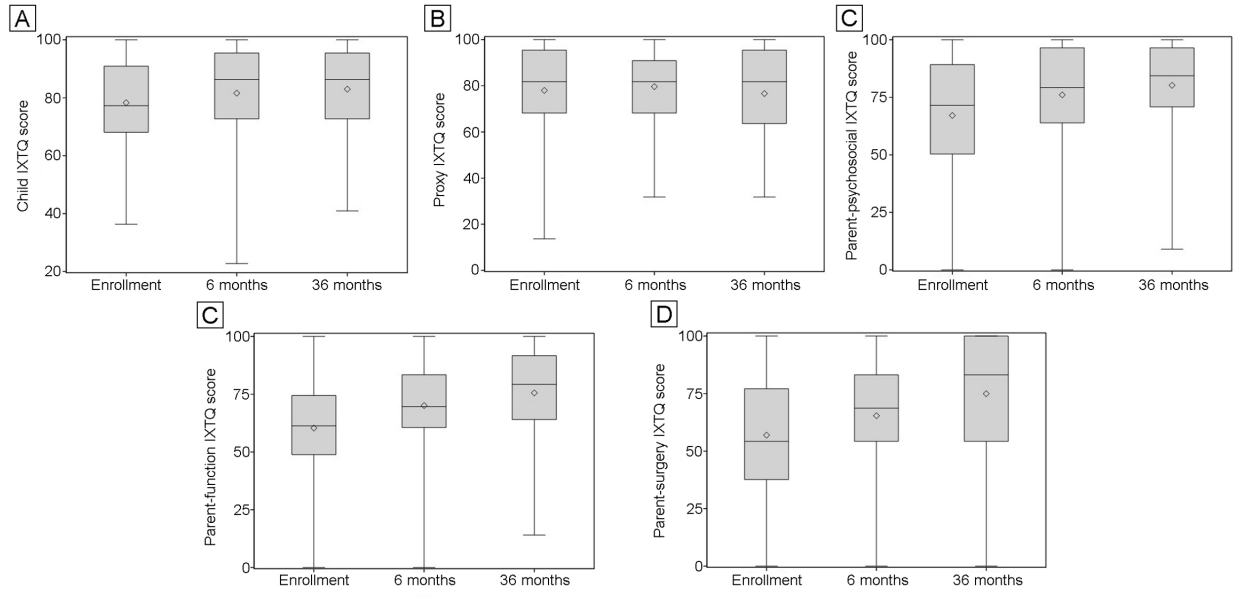 A
Child IXTQ score
100
80
60
40
20
Enrollment 6 months 36 months
B
Proxy IXTQ score
100
80
60
40
20
0
Enrollment 6 months 36 months
C
Parent-psychosocial IXTQ score
100
75
50
25
0
Enrollment 6 months 36 months
C
Parent-function IXTQ score
100
75
50
25
0
Enrollment 6 months 36 months
D
Parent-surgery IXTQ score
100
75
50
25
0
Enrollment 6 months 36 months